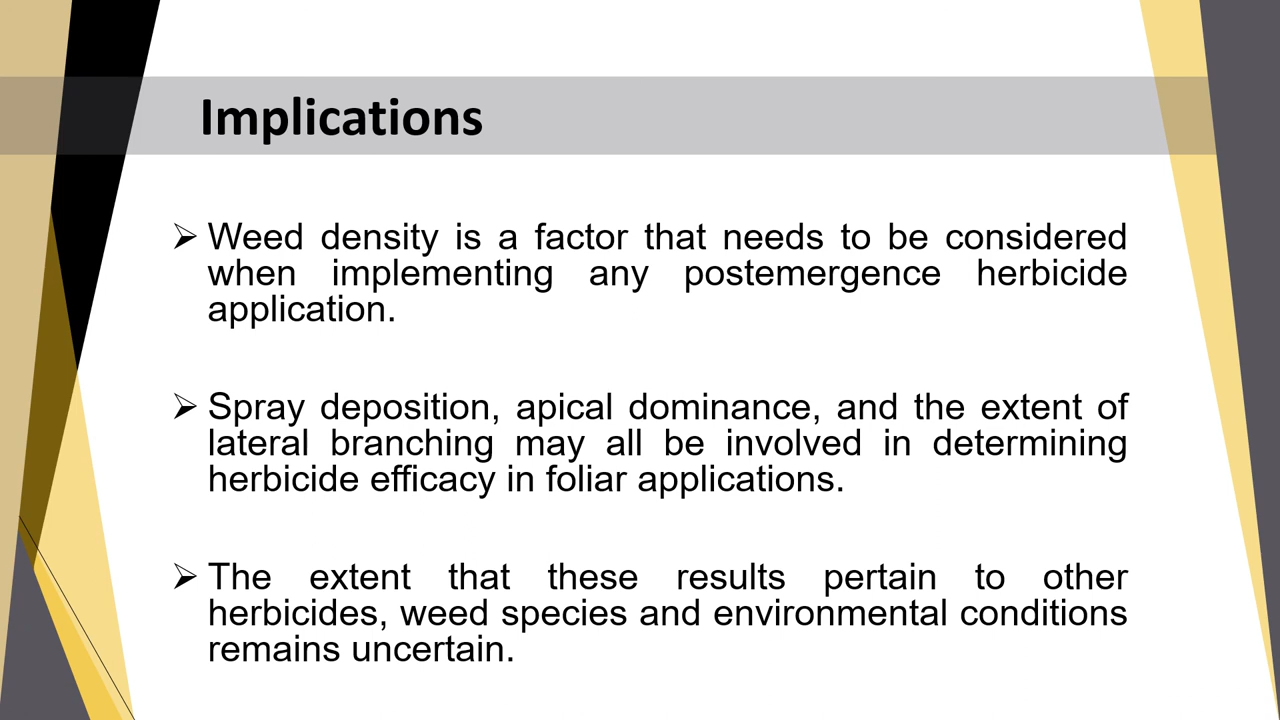 Implications
➢ Weed density is a factor that needs to be considered
when implementing any postemergence herbicide
application.
➢ Spray deposition, apical dominance, and the extent of
lateral branching may all be involved in determining
herbicide efficacy in foliar applications.
➢ The extent that these results pertain to other
herbicides, weed species and environmental conditions
remains uncertain.